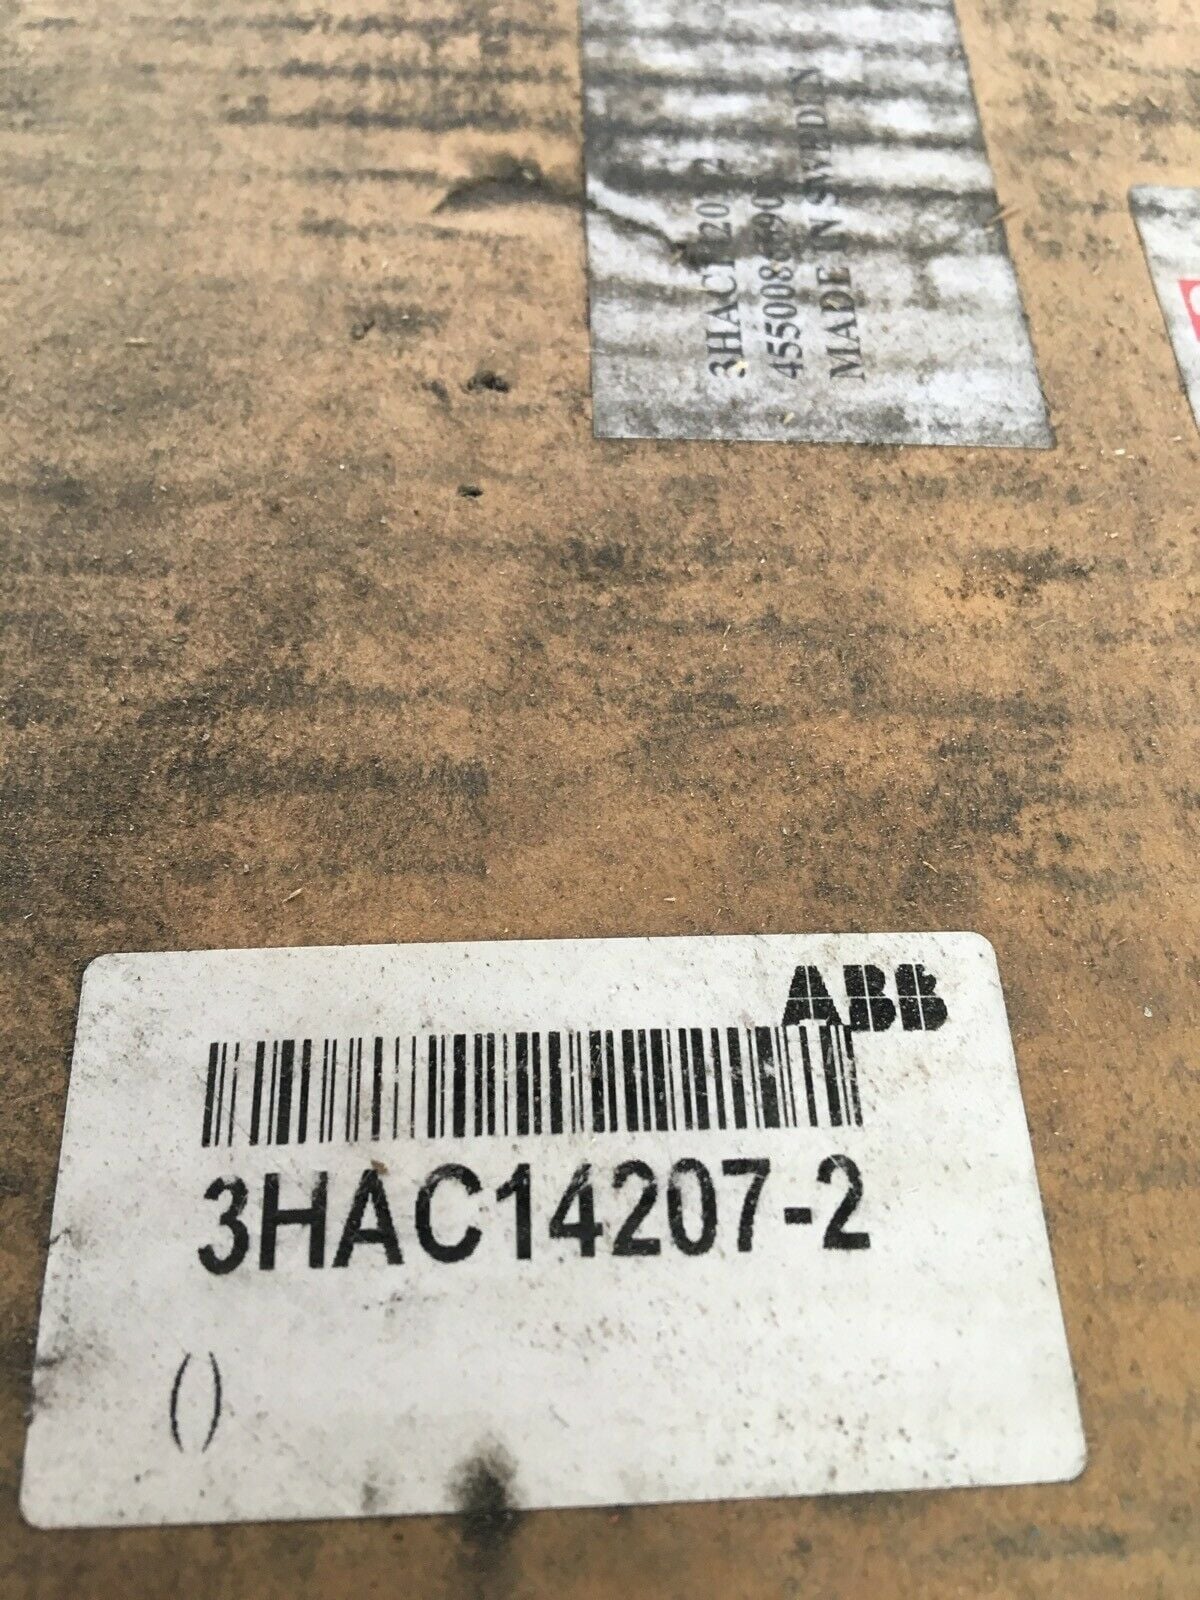 MADE IN SWEDEN
ABB
3HAC14207-2
()